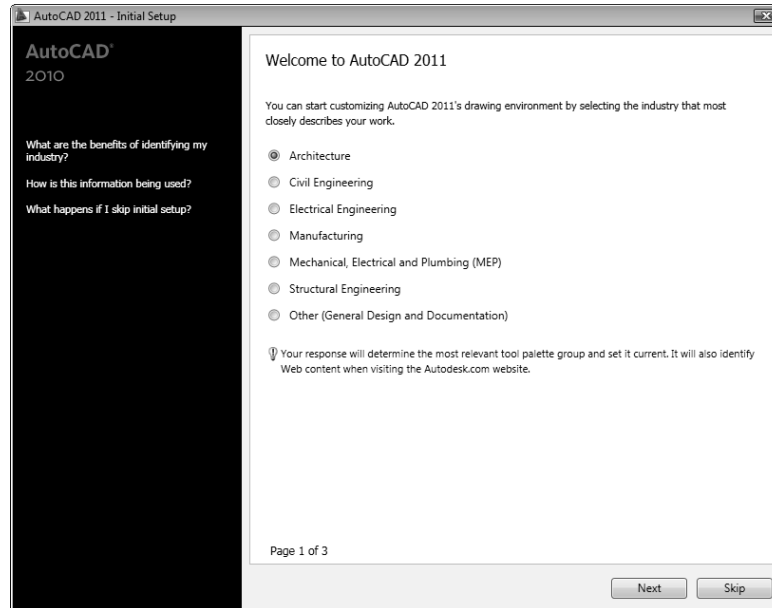 AutoCAD 2011 - Initial Setup
AutoCAD®
2010
What are the benefits of identifying my
industry?
How is this information being used?
What happens if I skip initial setup?
Welcome to AutoCAD 2011
You can start customizing AutoCAD 2011's drawing environment by selecting the industry that most
closely describes your work.
Architecture
Civil Engineering
Electrical Engineering
Manufacturing
Mechanical, Electrical and Plumbing (MEP)
Structural Engineering
Other (General Design and Documentation)
Your response will determine the most relevant tool palette group and set it current. It will also identify
Web content when visiting the Autodesk.com website.
Page 1 of 3
Next
Skip